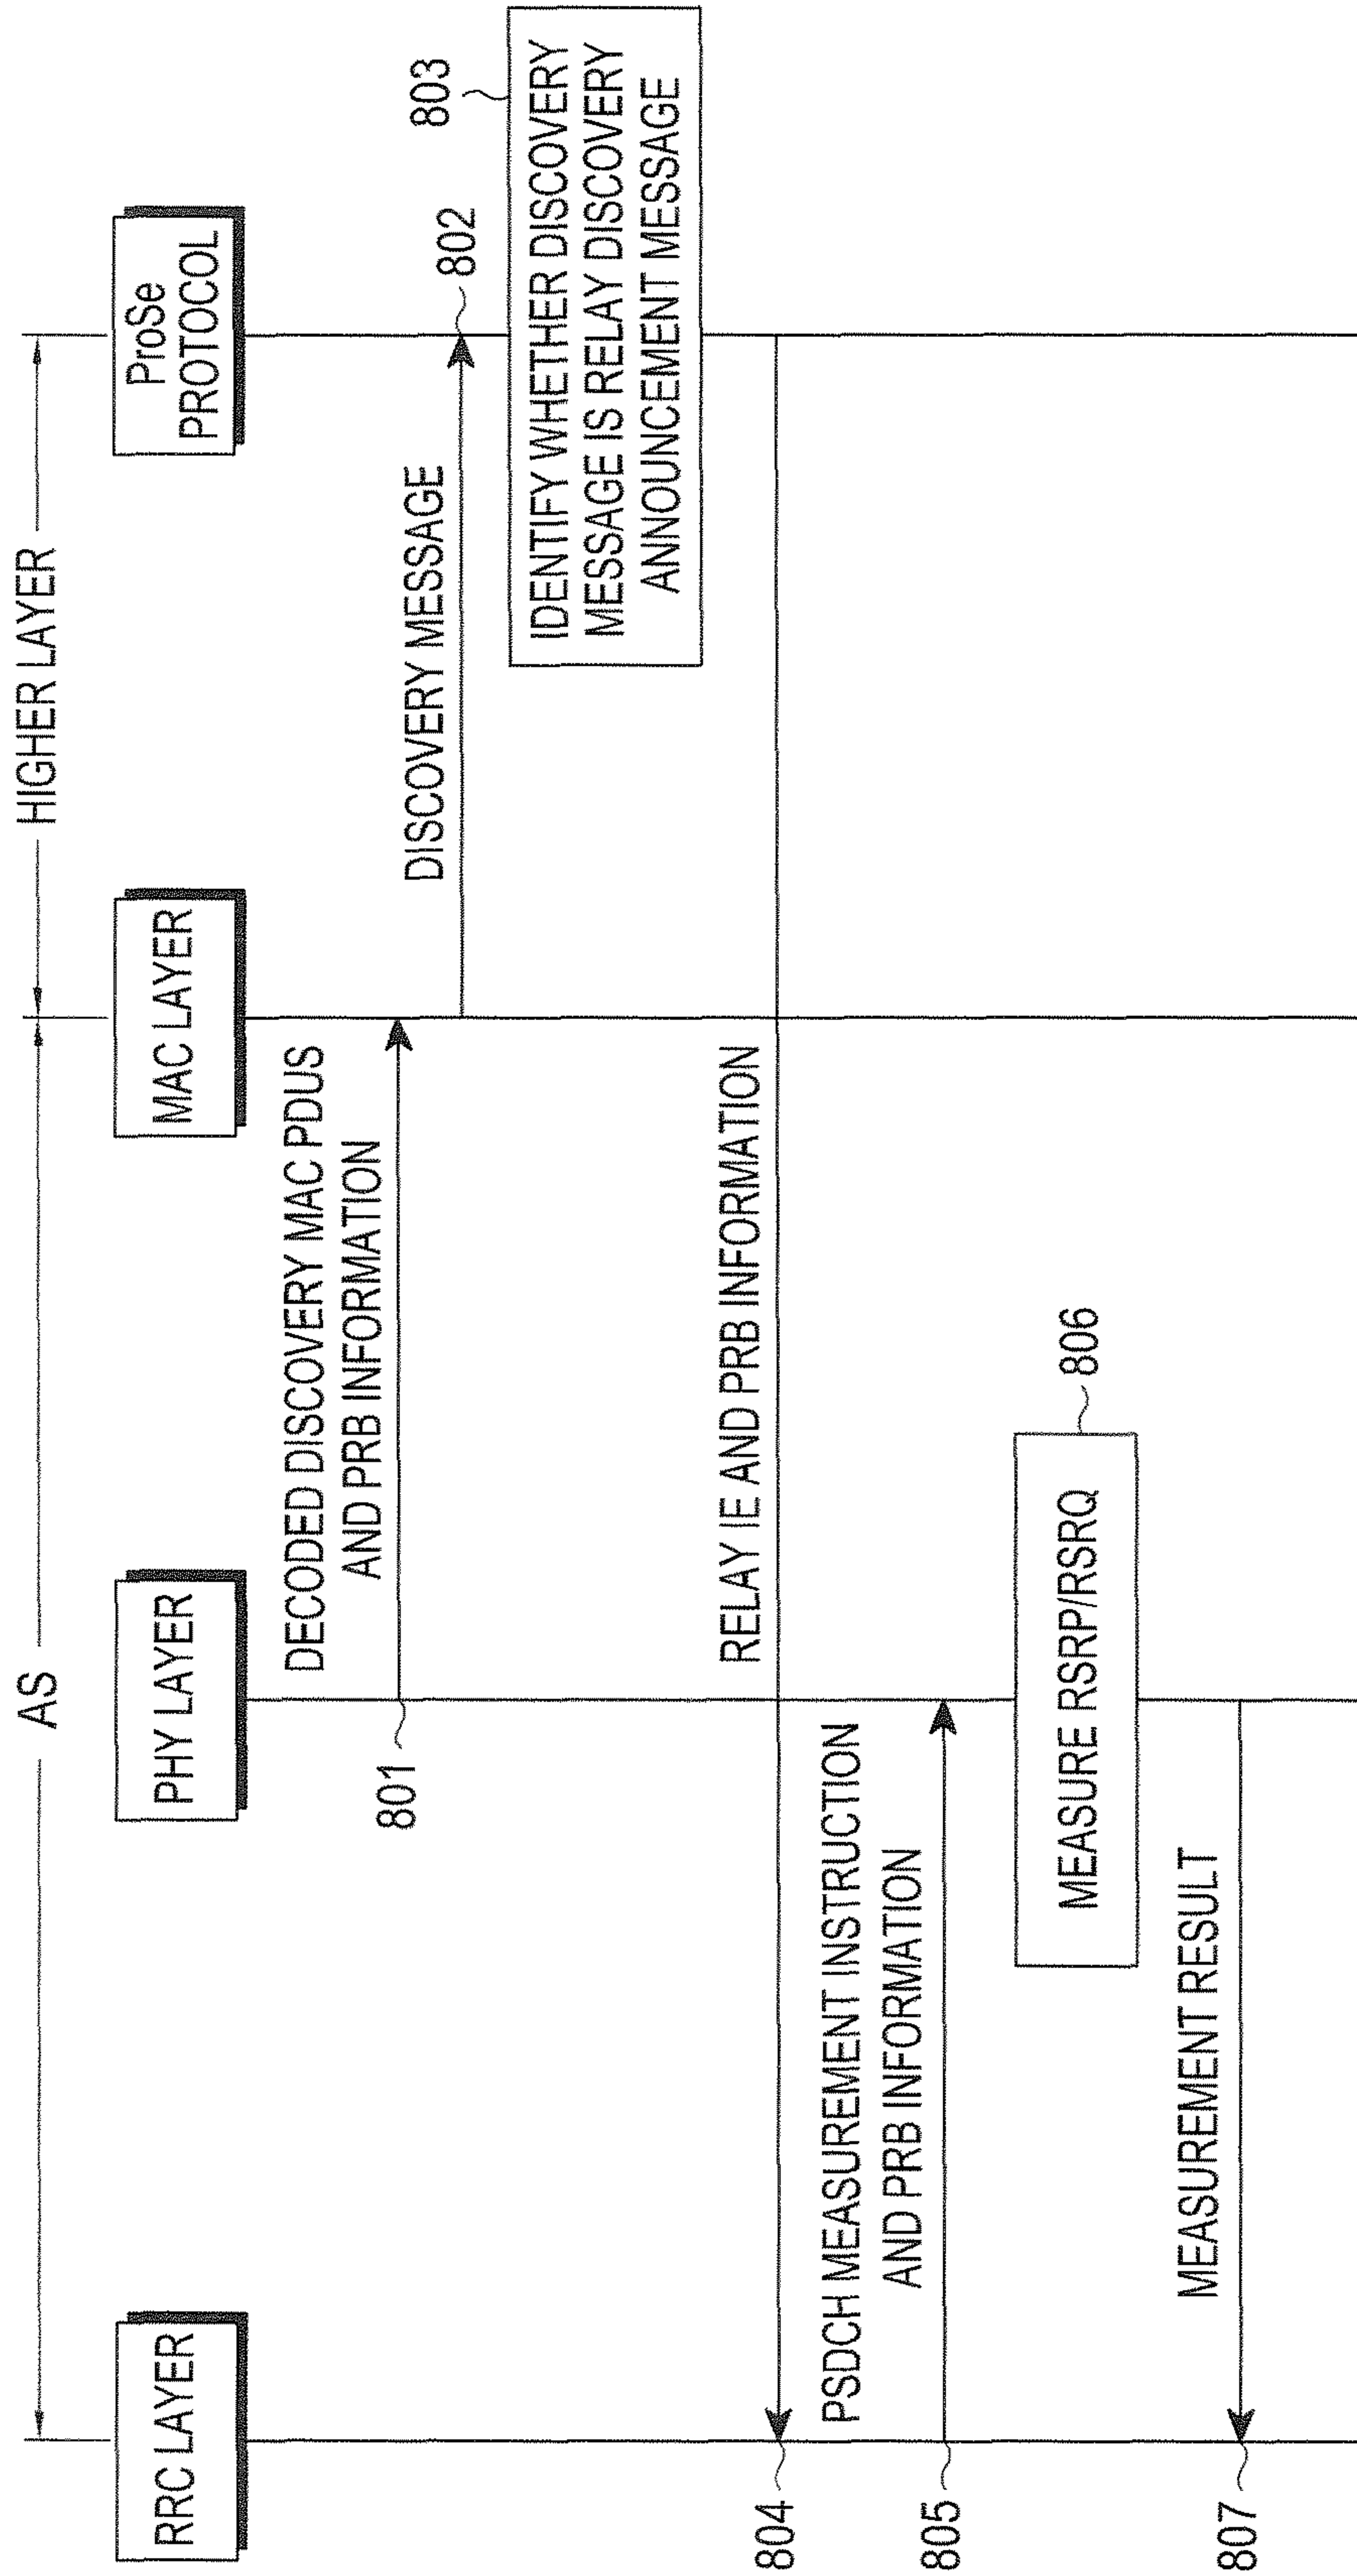 AS
HIGHER LAYER
RRC LAYER
PHY LAYER
MAC LAYER
ProSe
PROTOCOL
DECODED DISCOVERY MAC PDUS
AND PRB INFORMATION
801
DISCOVERY MESSAGE
802
803
IDENTIFY WHETHER DISCOVERY
MESSAGE IS RELAY DISCOVERY
ANNOUNCEMENT MESSAGE
RELAY IE AND PRB INFORMATION
804
PSDCH MEASUREMENT INSTRUCTION
AND PRB INFORMATION
805
MEASURE RSRP/RSRQ
806
MEASUREMENT RESULT
807